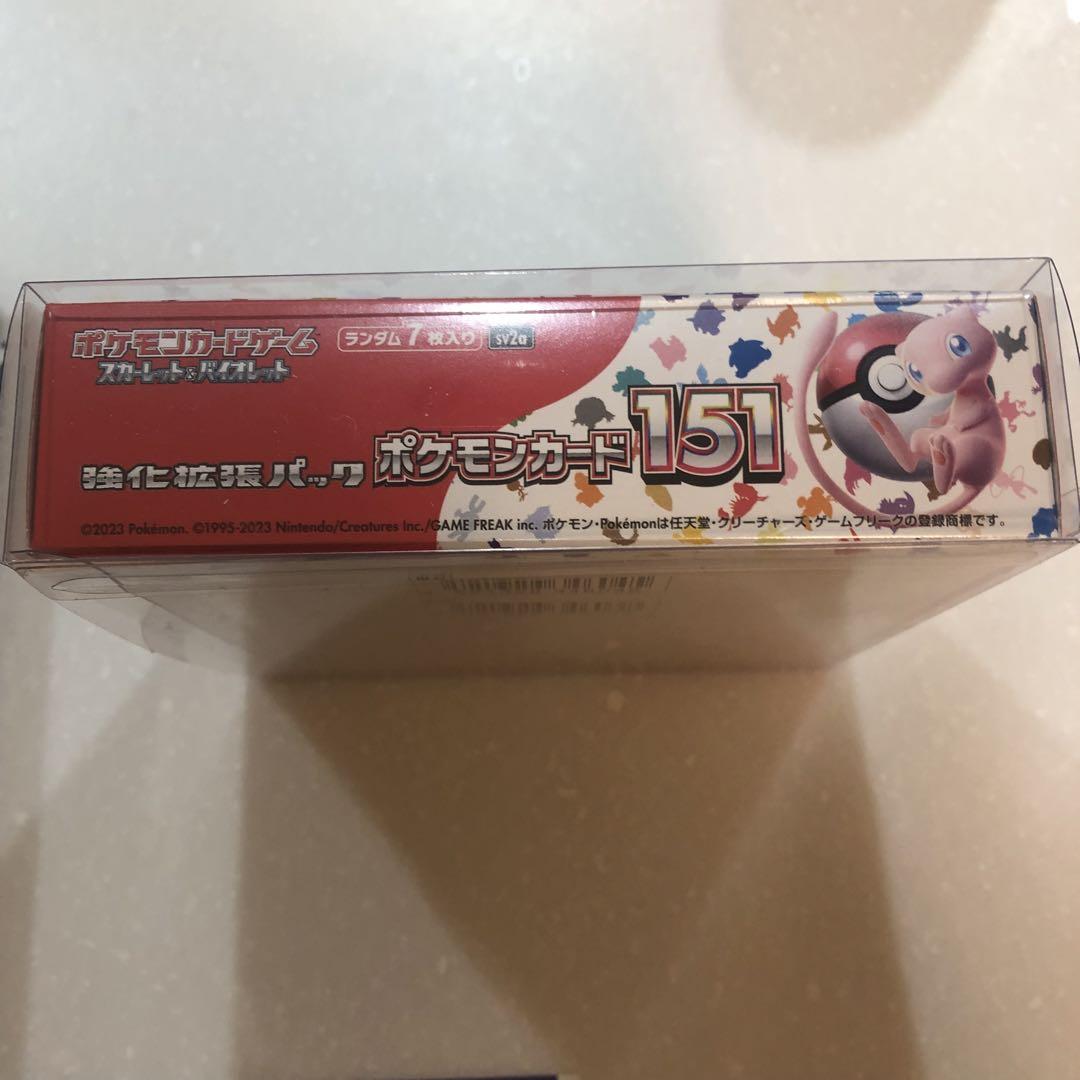 ポケモンカードゲーム
スカーレット&バイオレット
ランダム7枚入り
sv2a
強化拡張パック
ポケモンカード151
©2023 Pokémon. ©1995-2023 Nintendo/Creatures Inc./GAME FREAK inc. ポケモン・Pokémonは任天堂・クリーチャーズ・ゲームフリークの登録商標です。